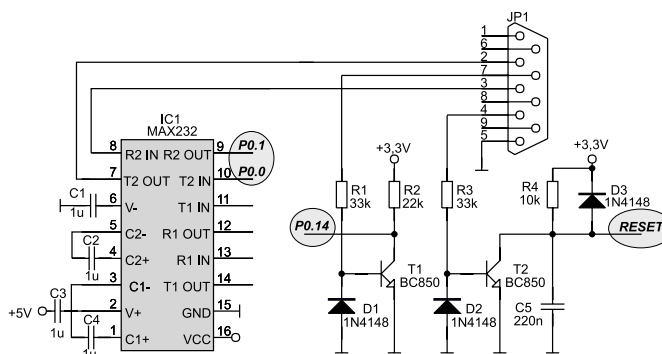 JP1
1
6
2
7
3
8
4
9
5
IC1
MAX232
8 R2 IN R2 OUT 9 P0.1
7 T2 OUT T2 IN 10 P0.0
6 V- T1 IN 11
5 C2- R1 OUT 12
4 C2+ R1 IN 13
3 C1- T1 OUT 14
2 V+ GND 15
1 C1+ VCC 16
C1
1u
C2
1u
C3
1u
+5V
C4
1u
+3,3V
R1
33k
R2
22k
R3
33k
P0.14
T1
BC850
D1
1N4148
T2
BC850
D2
1N4148
+3,3V
R4
10k
D3
1N4148
RESET
C5
220n